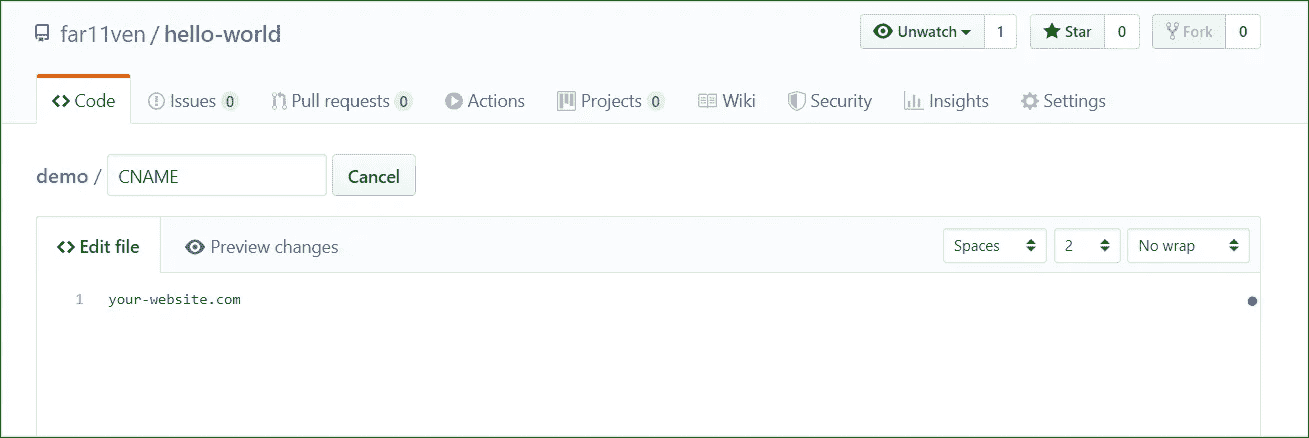 far11ven / hello-world
Unwatch 1 Star 0 Fork 0
Code Issues 0 Pull requests 0 Actions Projects 0 Wiki Security Insights Settings
demo / CNAME Cancel
<> Edit file Preview changes Spaces 2 No wrap
1 your-website.com